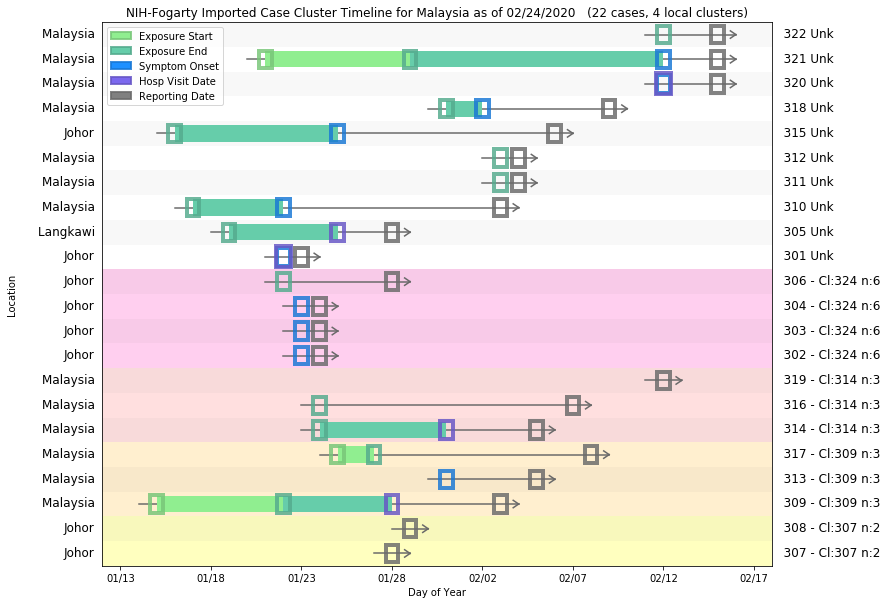 NIH-Fogarty Imported Case Cluster Timeline for Malaysia as of 02/24/2020 (22 cases, 4 local clusters)
Exposure Start
Exposure End
Symptom Onset
Hosp Visit Date
Reporting Date
Malaysia 322 Unk
Malaysia 321 Unk
Malaysia 320 Unk
Malaysia 318 Unk
Johor 315 Unk
Malaysia 312 Unk
Malaysia 311 Unk
Malaysia 310 Unk
Langkawi 305 Unk
Johor 301 Unk
Johor 306 - Cl:324 n:6
Johor 304 - Cl:324 n:6
Johor 303 - Cl:324 n:6
Johor 302 - Cl:324 n:6
Malaysia 319 - Cl:314 n:3
Malaysia 316 - Cl:314 n:3
Malaysia 314 - Cl:314 n:3
Malaysia 317 - Cl:309 n:3
Malaysia 313 - Cl:309 n:3
Malaysia 309 - Cl:309 n:3
Johor 308 - Cl:307 n:2
Johor 307 - Cl:307 n:2
Location
01/13 01/18 01/23 01/28 02/02 02/07 02/12 02/17
Day of Year